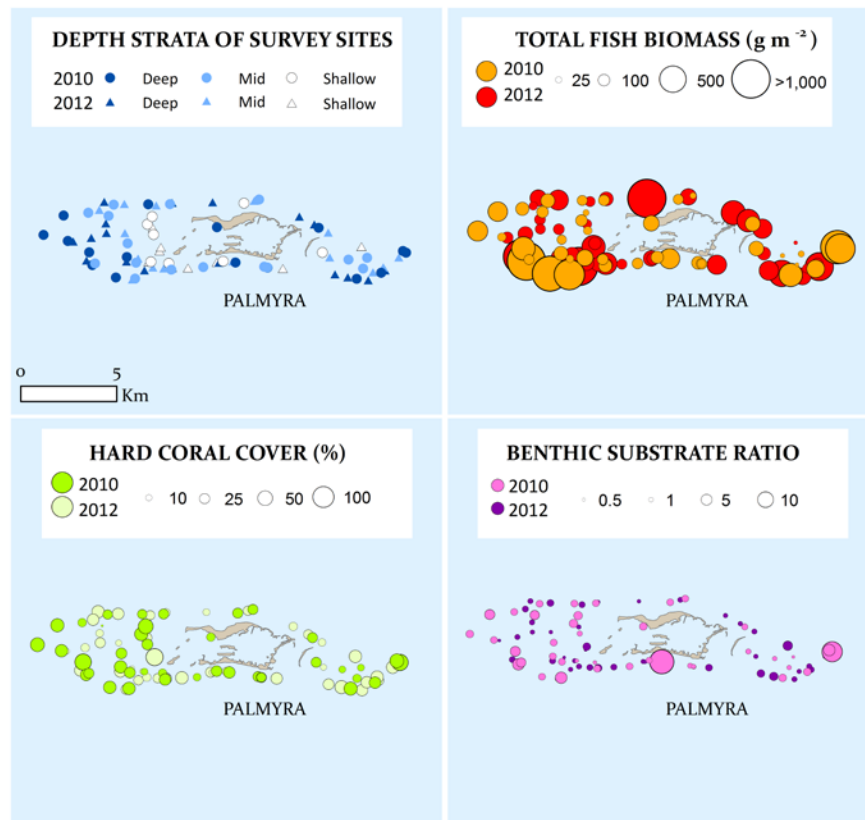 DEPTH STRATA OF SURVEY SITES
2010 Deep Mid Shallow
2012 Deep Mid Shallow
PALMYRA
0 5
Km
TOTAL FISH BIOMASS (g m ⁻²)
2010 25 100 500 >1,000
2012
PALMYRA
HARD CORAL COVER (%)
2010 10 25 50 100
2012
PALMYRA
BENTHIC SUBSTRATE RATIO
2010 0.5 1 5 10
2012
PALMYRA